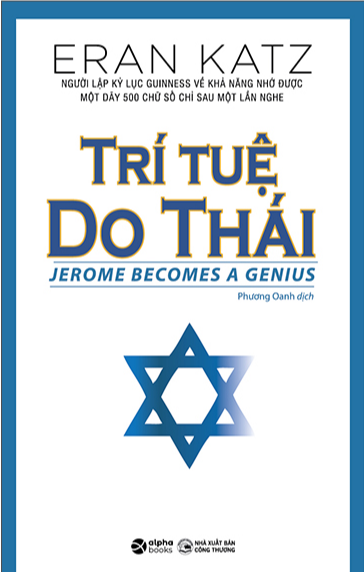 ERAN KATZ
NGƯỜI LẬP KỶ LỤC GUINNESS VỀ KHẢ NĂNG NHỚ ĐƯỢC
MỘT DÃY 500 CHỮ SỐ CHỈ SAU MỘT LẦN NGHE
TRÍ TUỆ
DO THÁI
JEROME BECOMES A GENIUS
Phương Oanh dịch
alpha
books
NHÀ XUẤT BẢN
CÔNG THƯƠNG